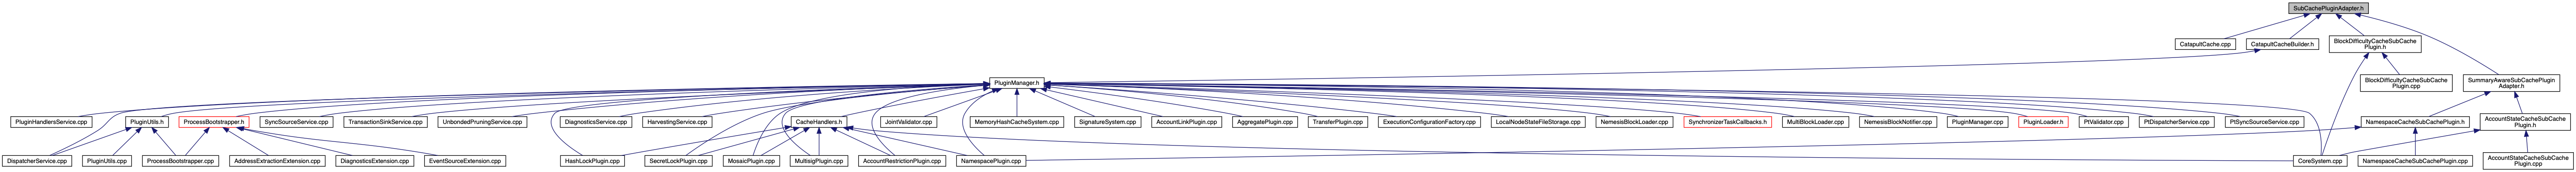 SubCachePluginAdapter.h
CatapultCache.cpp
CatapultCacheBuilder.h
BlockDifficultyCacheSubCache
Plugin.h
PluginManager.h
BlockDifficultyCacheSubCache
Plugin.cpp
SummaryAwareSubCachePlugin
Adapter.h
PluginHandlersService.cpp
PluginUtils.h
ProcessBootstrapper.h
SyncSourceService.cpp
TransactionSinkService.cpp
UnbondedPruningService.cpp
DiagnosticsService.cpp
HarvestingService.cpp
CacheHandlers.h
JointValidator.cpp
MemoryHashCacheSystem.cpp
SignatureSystem.cpp
AccountLinkPlugin.cpp
AggregatePlugin.cpp
TransferPlugin.cpp
ExecutionConfigurationFactory.cpp
LocalNodeStateFileStorage.cpp
NemesisBlockLoader.cpp
SynchronizerTaskCallbacks.h
MultiBlockLoader.cpp
NemesisBlockNotifier.cpp
PluginManager.cpp
PluginLoader.h
PtValidator.cpp
PtDispatcherService.cpp
PtSyncSourceService.cpp
NamespaceCacheSubCachePlugin.h
AccountStateCacheSubCache
Plugin.h
DispatcherService.cpp
PluginUtils.cpp
ProcessBootstrapper.cpp
AddressExtractionExtension.cpp
DiagnosticsExtension.cpp
EventSourceExtension.cpp
HashLockPlugin.cpp
SecretLockPlugin.cpp
MosaicPlugin.cpp
MultisigPlugin.cpp
AccountRestrictionPlugin.cpp
NamespacePlugin.cpp
CoreSystem.cpp
NamespaceCacheSubCachePlugin.cpp
AccountStateCacheSubCache
Plugin.cpp